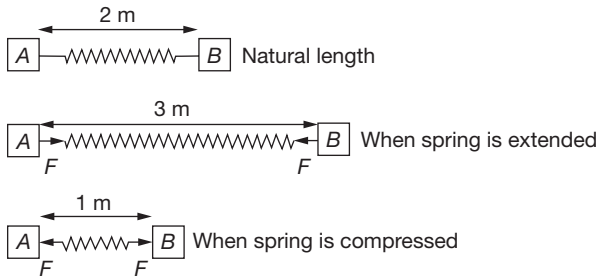 2 m
A B Natural length
3 m
A B When spring is extended
F F
1 m
A B When spring is compressed
F F